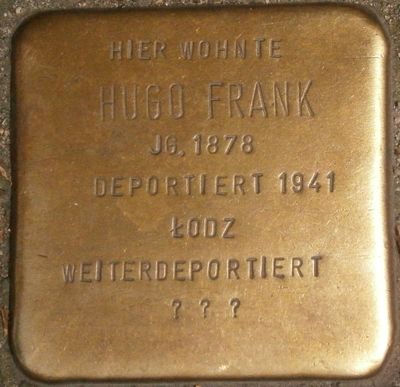 HIER WOHNTE
HUGO FRANK
JG. 1878
DEPORTIERT 1941
ŁODZ
WEITERDEPORTIERT
? ? ?